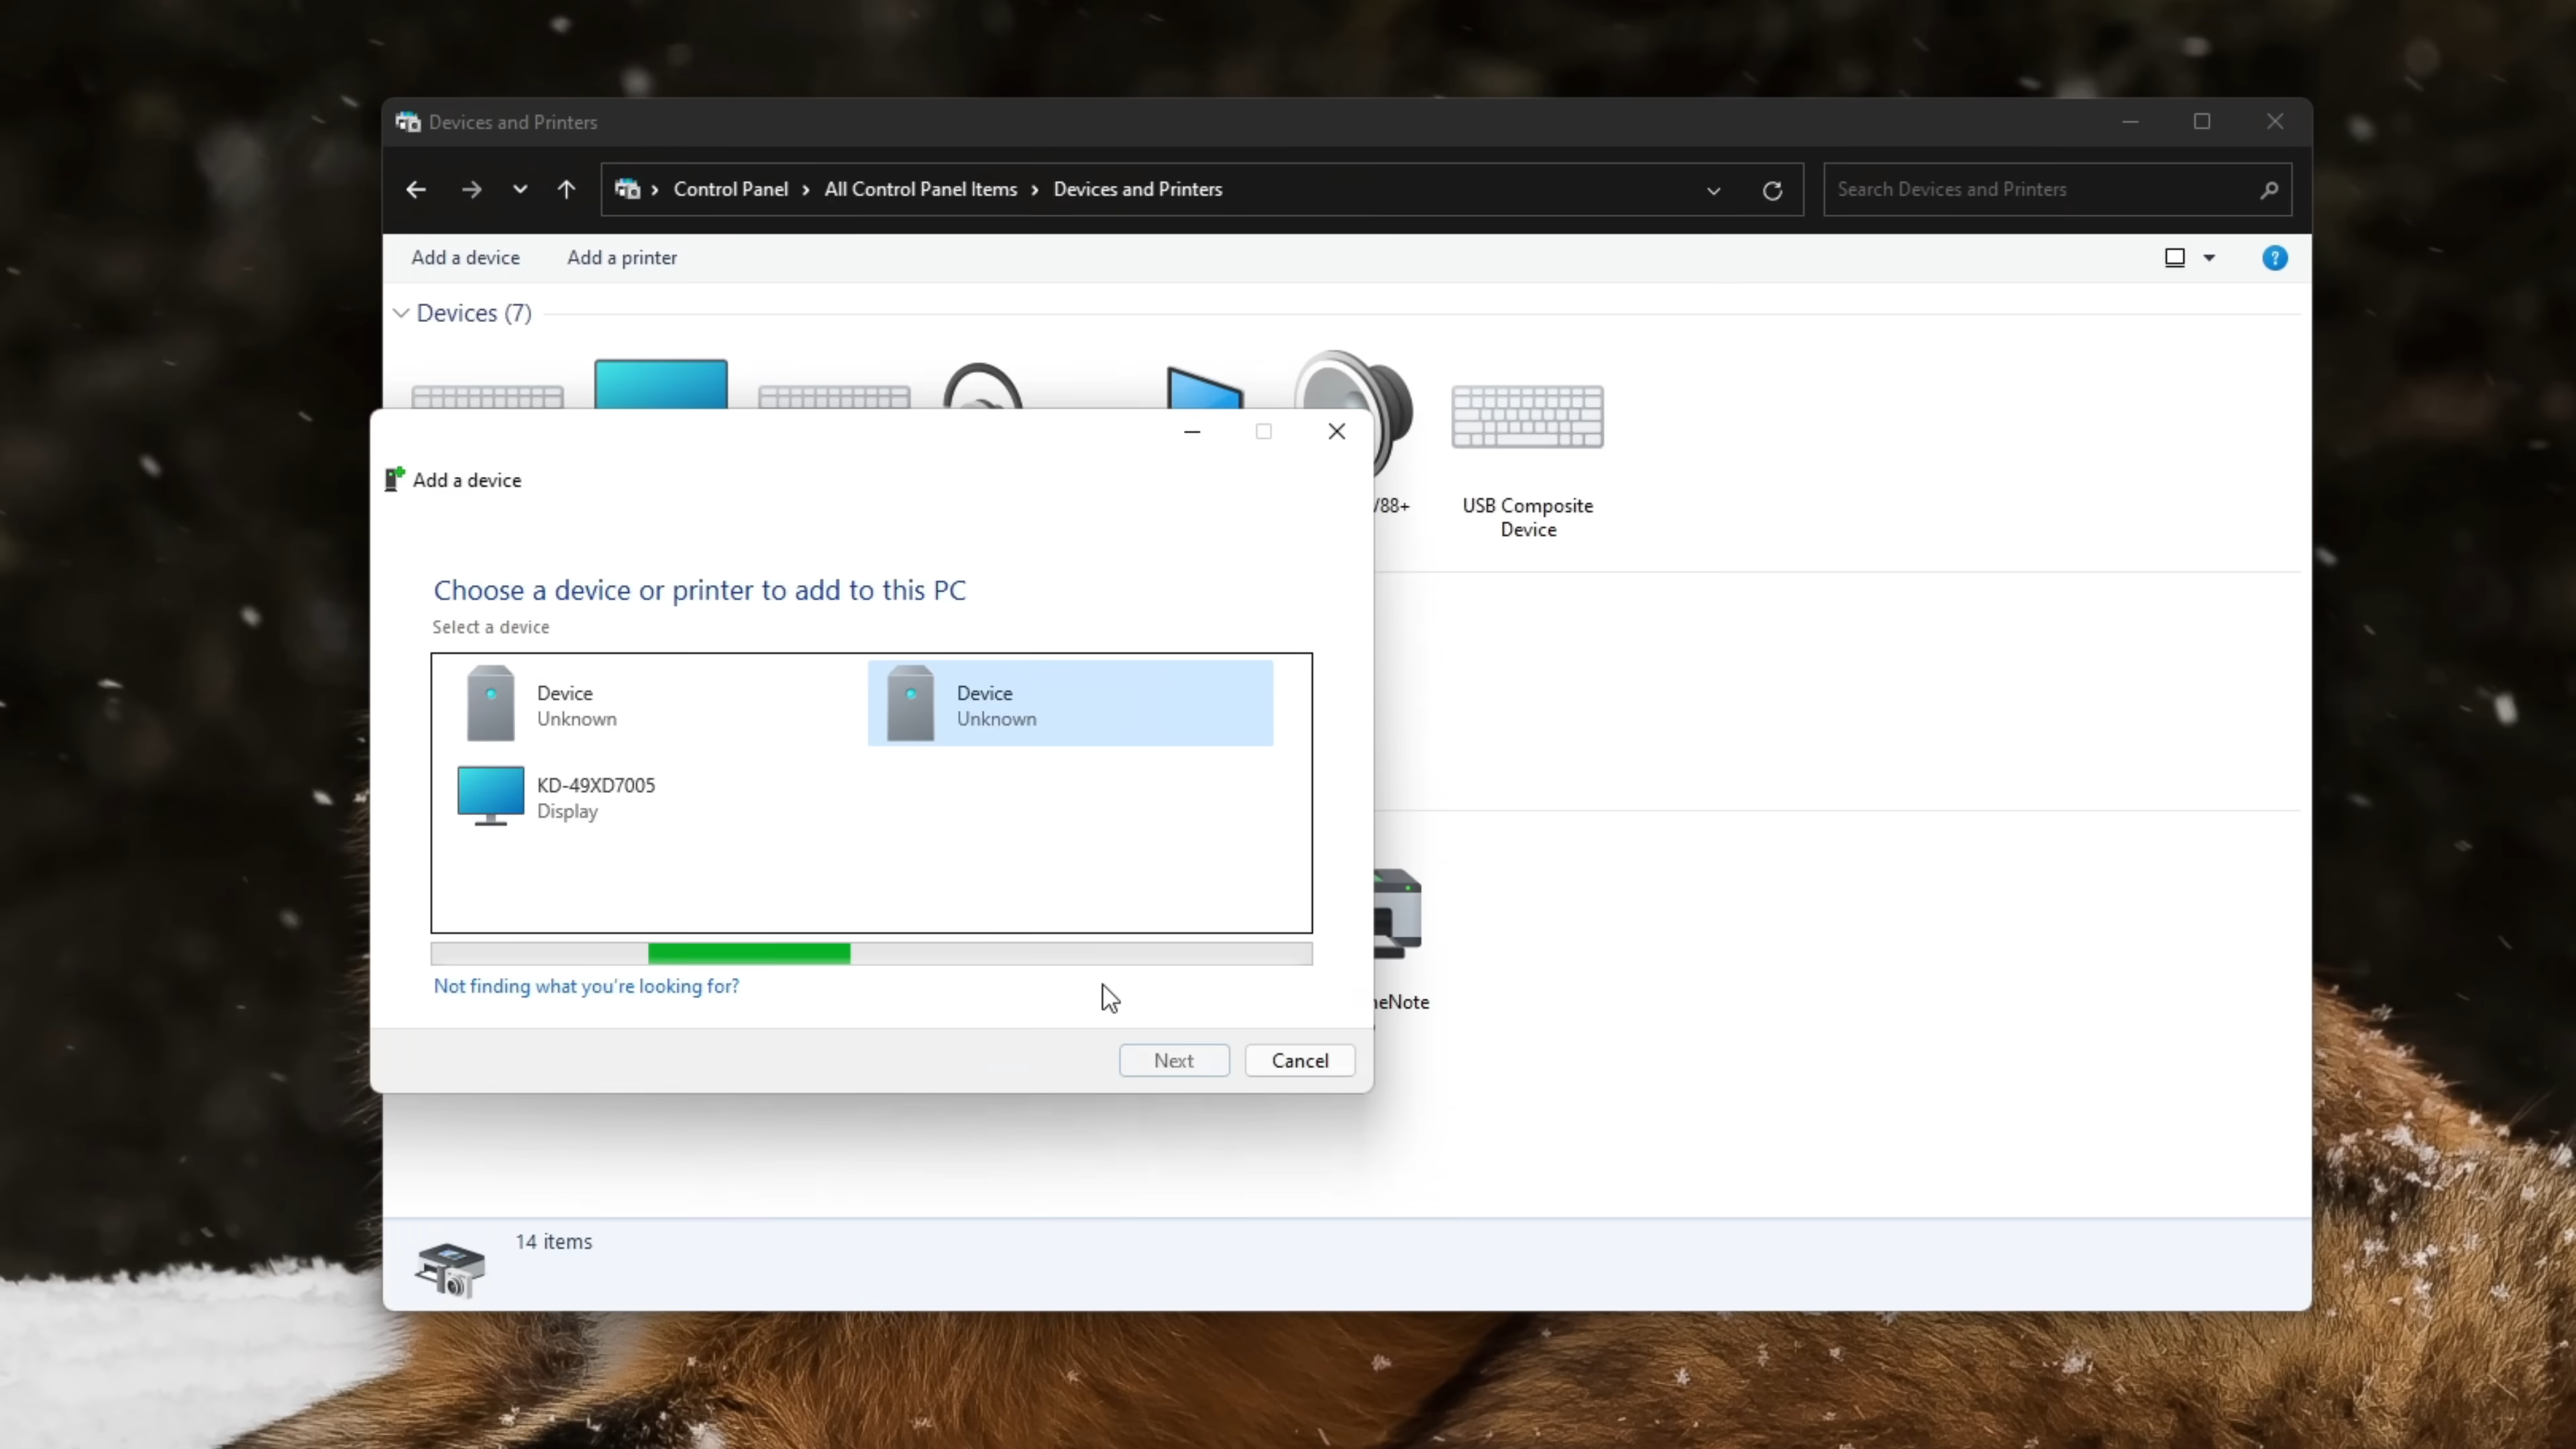 Devices and Printers
Control Panel
All Control Panel Items
Devices and Printers
Search Devices and Printers
Add a device
Add a printer
?
Devices (7)
USB Composite
Device
/88+
Add a device
Choose a device or printer to add to this PC
Select a device
Device
Unknown
Device
Unknown
KD-49XD7005
Display
Not finding what you're looking for?
eNote
Next
Cancel
14 items